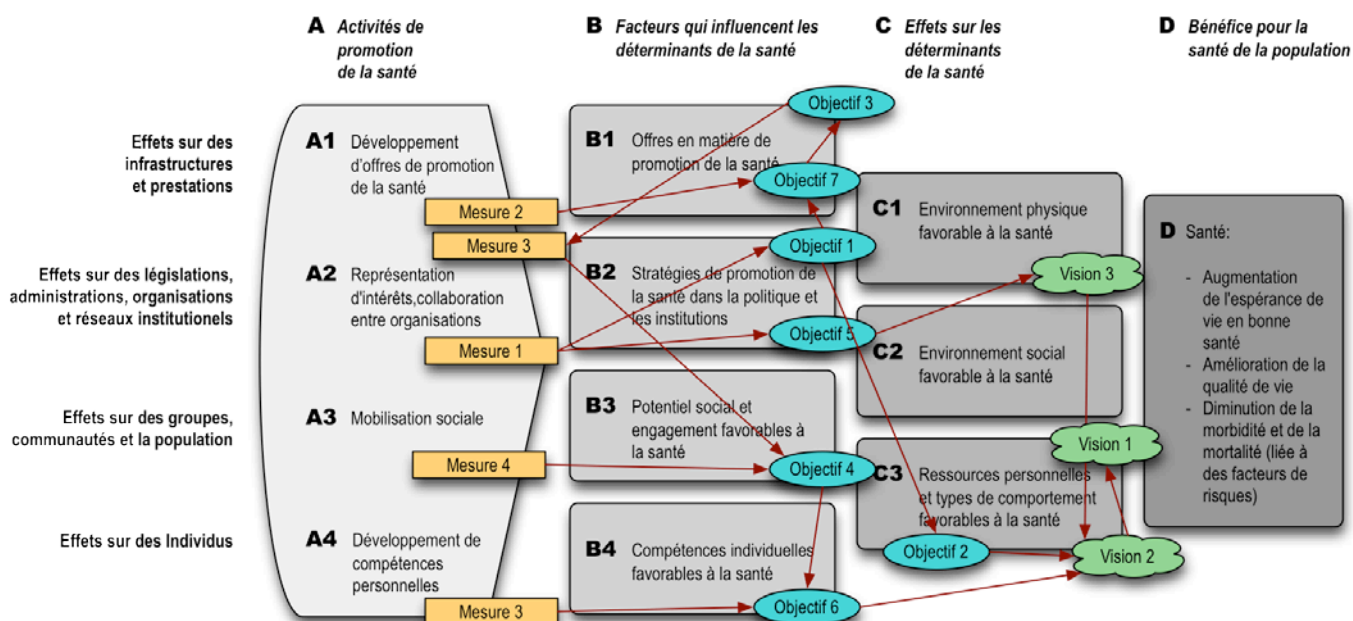 A Activités de
promotion
de la santé
B Facteurs qui influencent les
déterminants de la santé
C Effets sur les
déterminants
de la santé
D Bénéfice pour la
santé de la population
Effets sur des
infrastructures
et prestations
Effets sur des législations,
administrations, organisations
et réseaux institutionels
Effets sur des groupes,
communautés et la population
Effets sur des Individus
A1 Développement
d'offres de promotion
de la santé
Mesure 2
Mesure 3
A2 Représentation
d'intérêts,collaboration
entre organisations
Mesure 1
A3 Mobilisation sociale
Mesure 4
A4 Développement de
compétences
personnelles
Mesure 3
Objectif 3
B1 Offres en matière de
promotion de la santé
Objectif 7
Objectif 1
B2 Stratégies de promotion de
la santé dans la politique et
les institutions
Objectif 5
B3 Potentiel social et
engagement favorables à
la santé
Objectif 4
B4 Compétences individuelles
favorables à la santé
Objectif 6
C1 Environnement physique
favorable à la santé
Vision 3
C2 Environnement social
favorable à la santé
Vision 1
C3 Ressources personnelles
et types de comportement
favorables à la santé
Objectif 2
Vision 2
D Santé:
- Augmentation
de l'espérance de
vie en bonne
santé
- Amélioration de la
qualité de vie
- Diminution de la
morbidité et de la
mortalité (liée à
des facteurs de
risques)